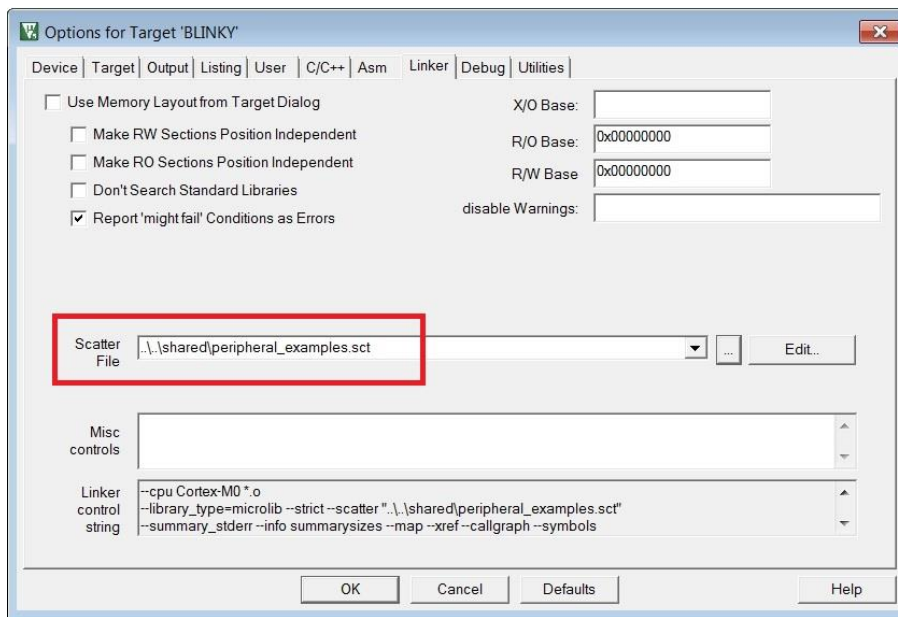 Options for Target 'BLINKY'
Device Target Output Listing User C/C++ Asm Linker Debug Utilities
Use Memory Layout from Target Dialog
Make RW Sections Position Independent
Make RO Sections Position Independent
Don't Search Standard Libraries
Report 'might fail' Conditions as Errors
X/O Base:
R/O Base: 0x00000000
R/W Base 0x00000000
disable Warnings:
Scatter
File
..\..\shared\peripheral_examples.sct
...
Edit...
Misc
controls
Linker
control
string
--cpu Cortex-M0 *.o
--library_type=microlib --strict --scatter "..\..\shared\peripheral_examples.sct"
--summary_stderr --info summarysizes --map --xref --callgraph --symbols
OK Cancel Defaults Help